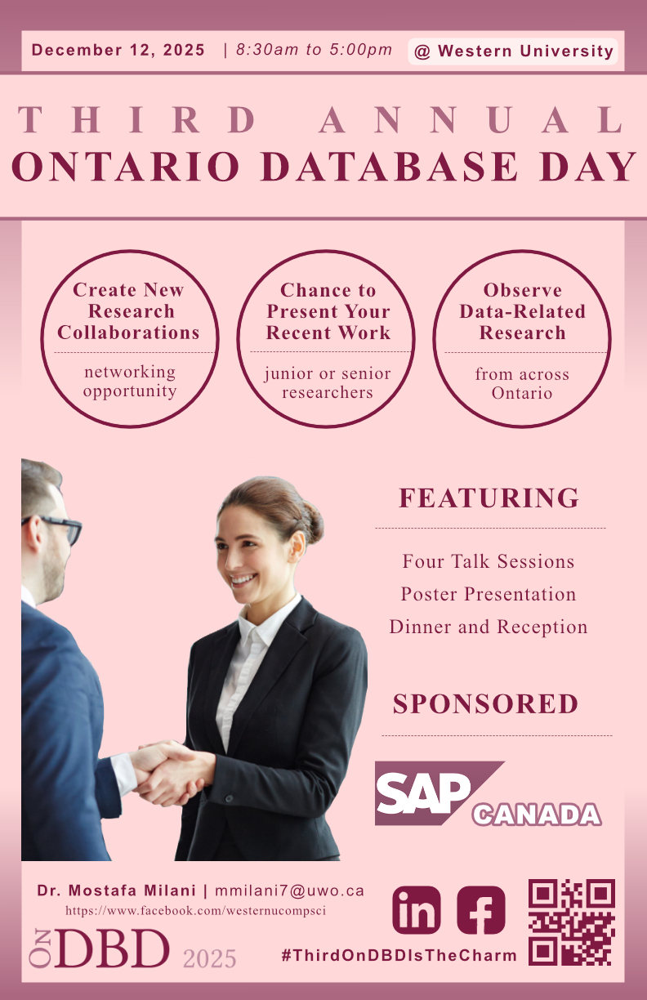 December 12, 2025 | 8:30am to 5:00pm @ Western University
THIRD ANNUAL
ONTARIO DATABASE DAY
Create New
Research
Collaborations
networking
opportunity
Chance to
Present Your
Recent Work
junior or senior
researchers
Observe
Data-Related
Research
from across
Ontario
FEATURING
Four Talk Sessions
Poster Presentation
Dinner and Reception
SPONSORED
SAP CANADA
Dr. Mostafa Milani | mmilani7@uwo.ca
https://www.facebook.com/westernucompsci
ON DBD 2025
in f
#ThirdOnDBDIsTheCharm